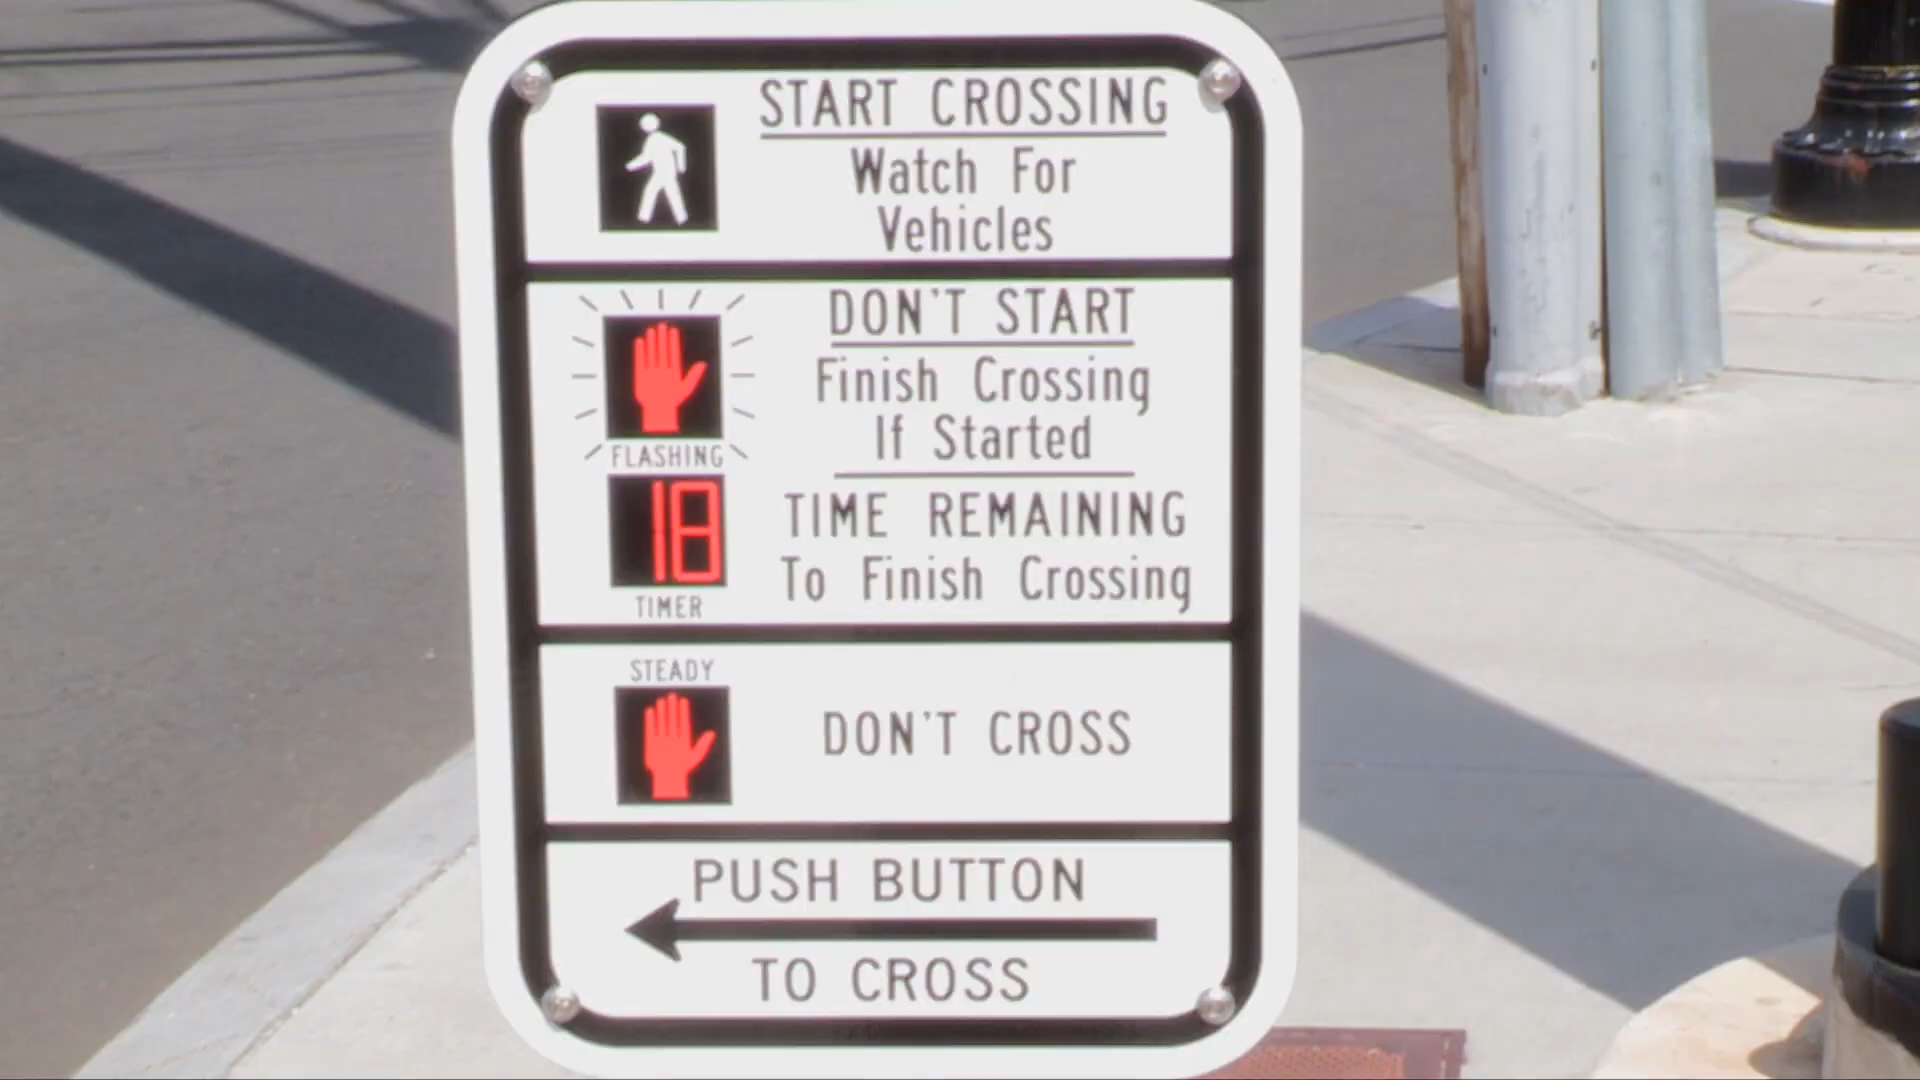 START CROSSING
Watch For
Vehicles
DON'T START
Finish Crossing
If Started
FLASHING
18
TIMER
TIME REMAINING
To Finish Crossing
STEADY
DON'T CROSS
PUSH BUTTON
TO CROSS